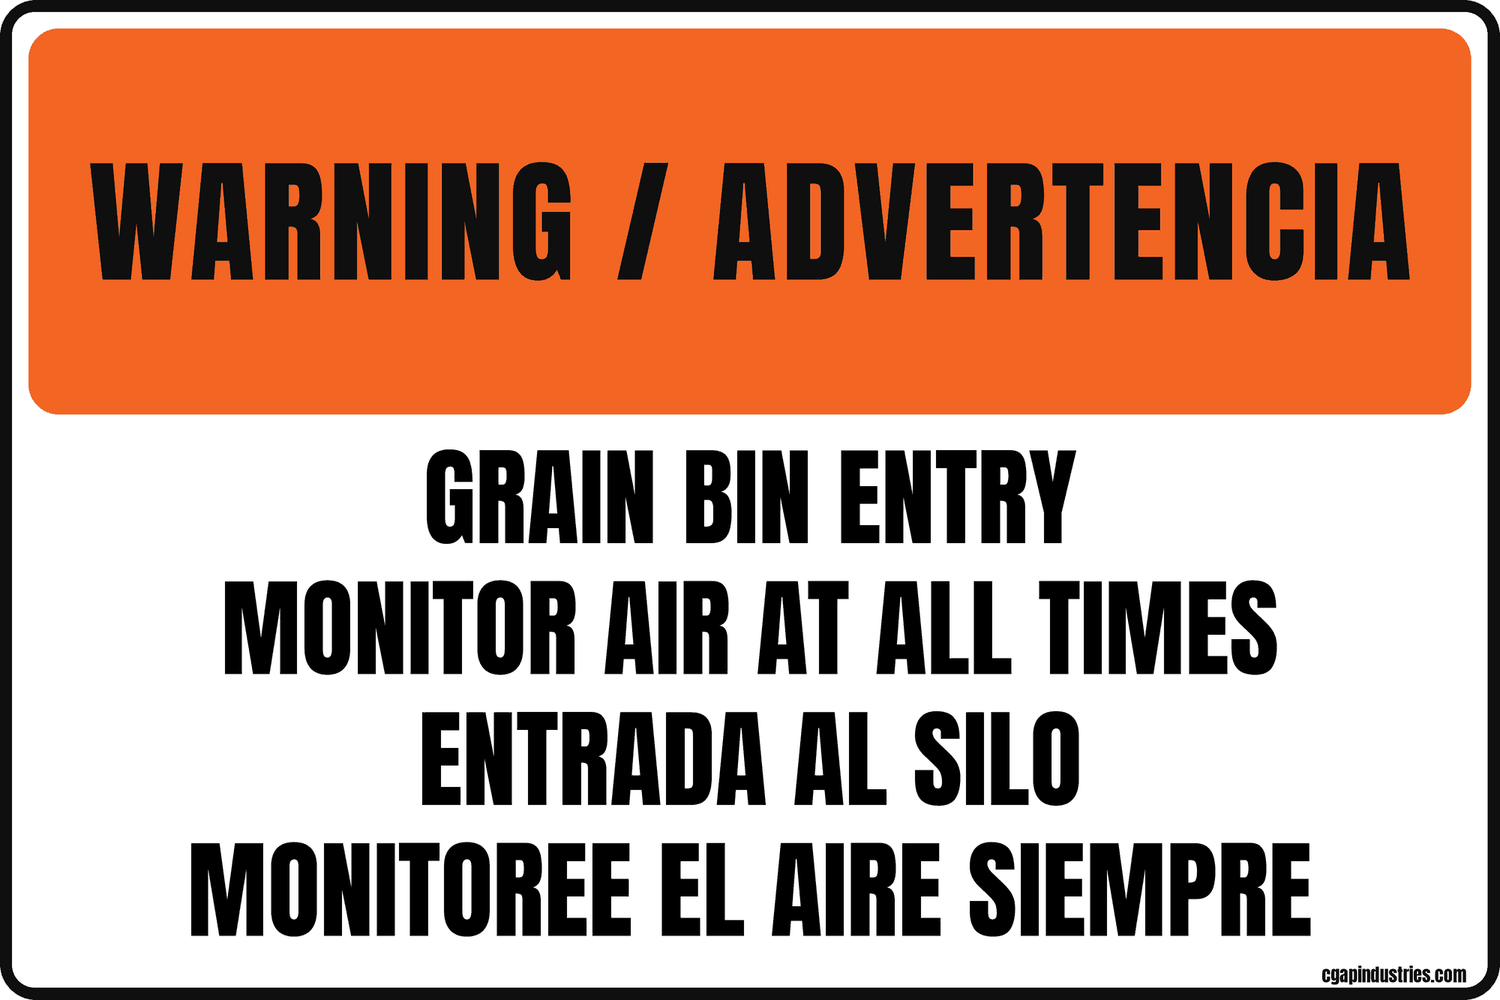 WARNING / ADVERTENCIA
GRAIN BIN ENTRY
MONITOR AIR AT ALL TIMES
ENTRADA AL SILO
MONITOREE EL AIRE SIEMPRE
cgapindustries.com